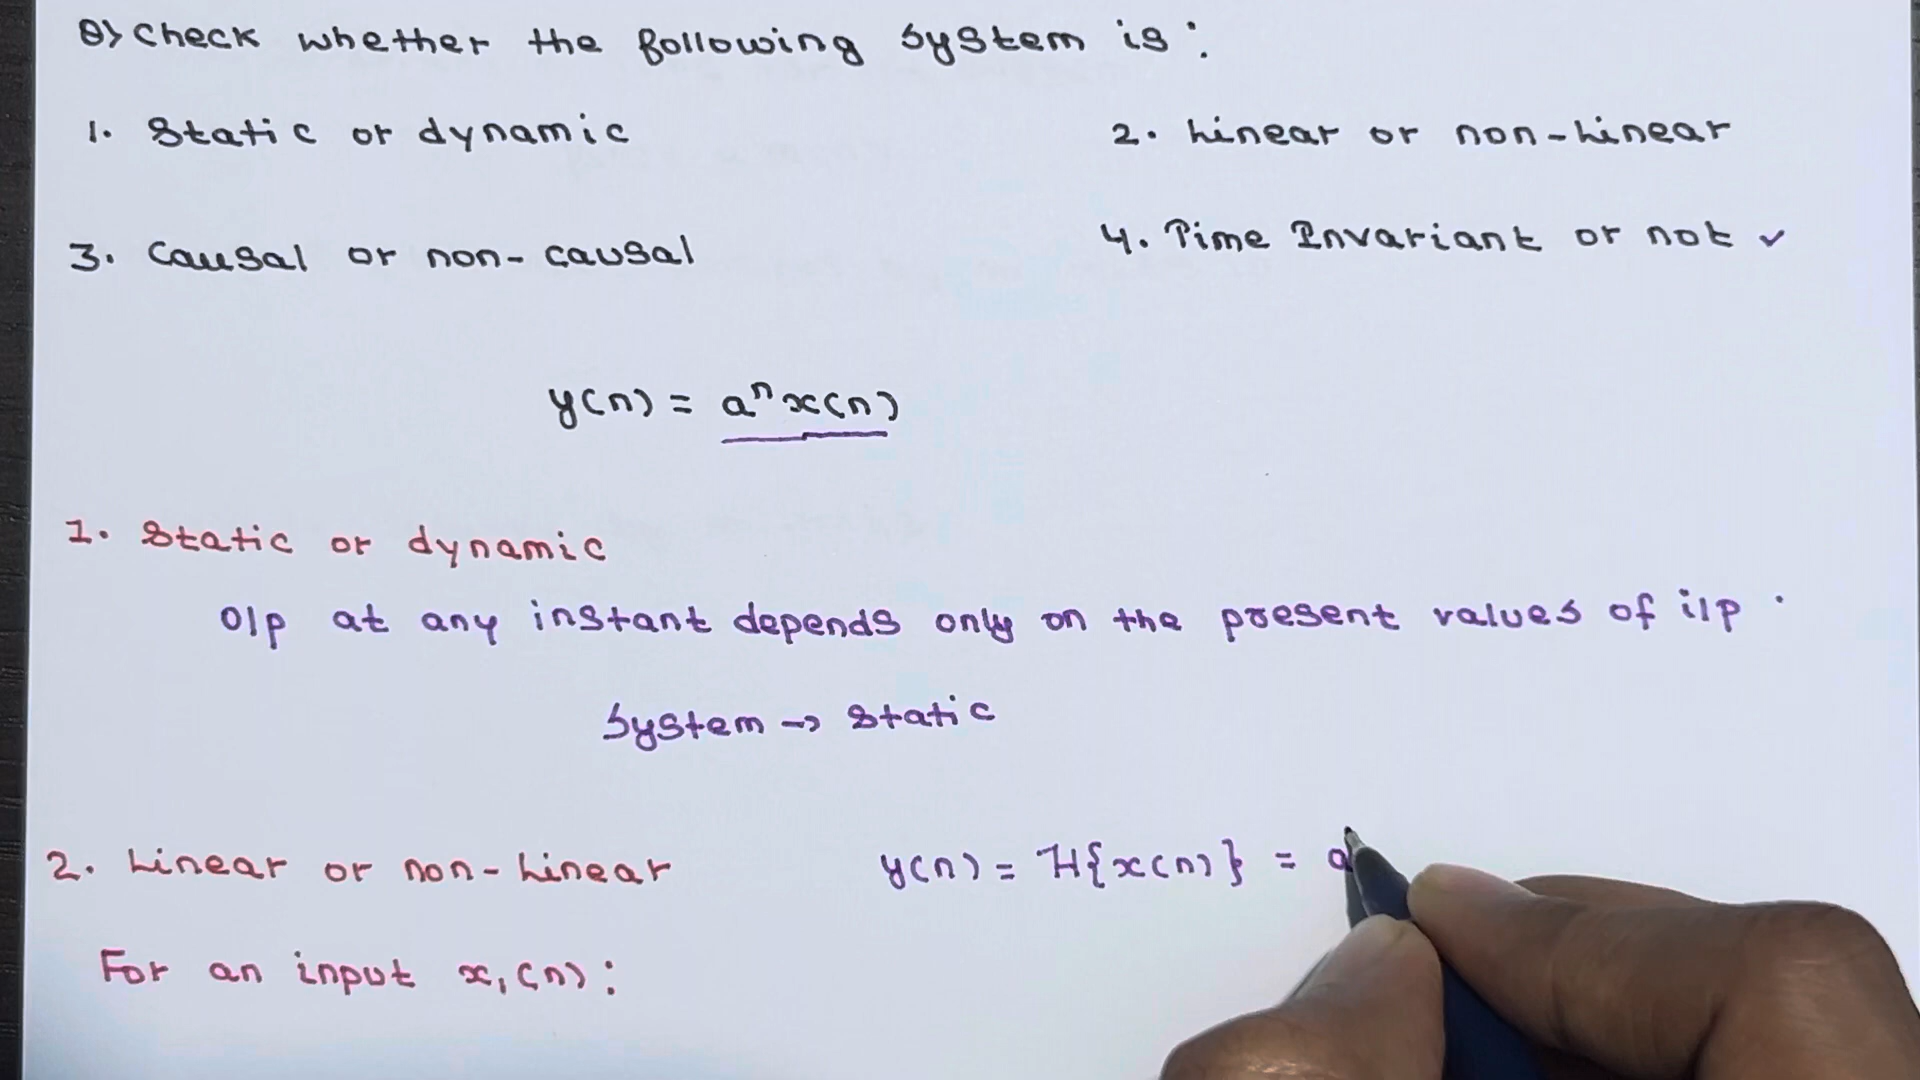 Q) Check whether the following system is :
1. Static or dynamic
2. Linear or non-Linear
3. Causal or non-causal
4. Time Invariant or not ✓
y(n) = aⁿx(n)
1. Static or dynamic
O/p at any instant depends only on the present values of i/p .
System → Static
2. Linear or non-Linear
y(n) = H{x(n)} = a
For an input x₁(n) :